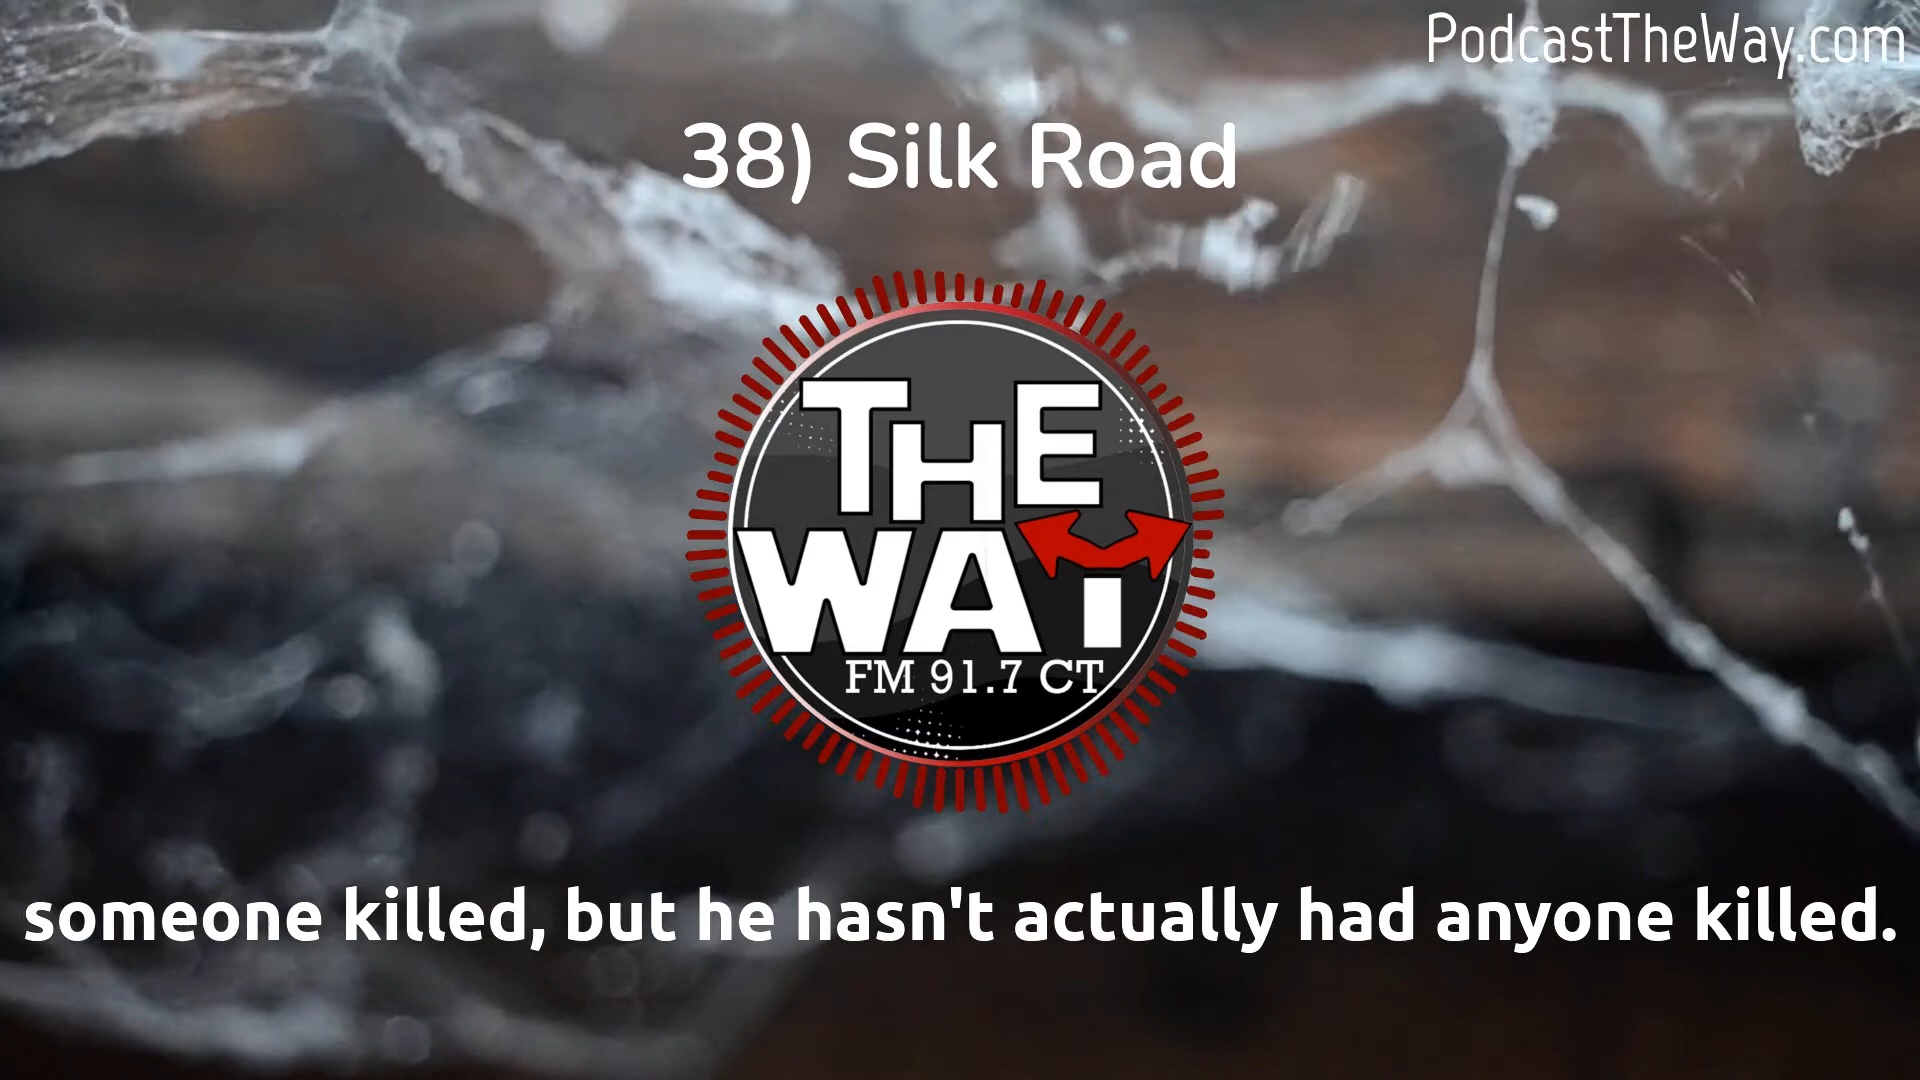 PodcastTheWay.com
38) Silk Road
THE
WAY
FM 91.7 CT
someone killed, but he hasn't actually had anyone killed.